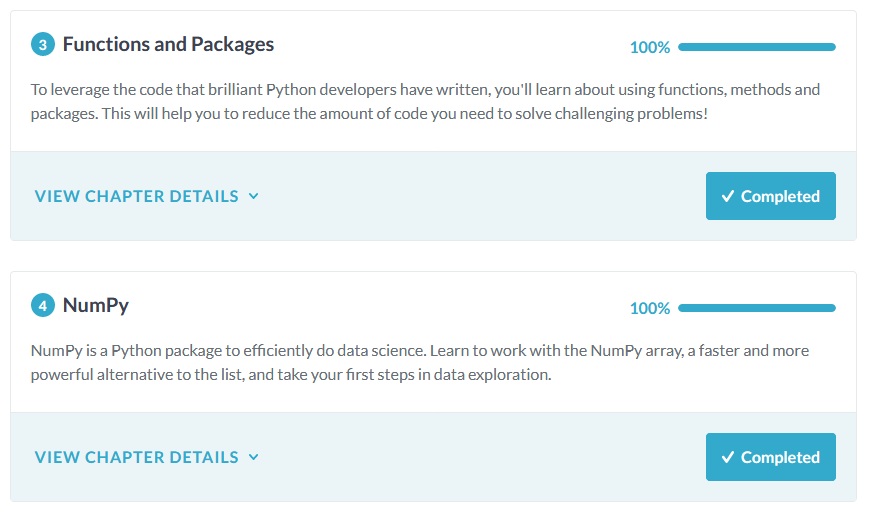 3 Functions and Packages 100%
To leverage the code that brilliant Python developers have written, you'll learn about using functions, methods and
packages. This will help you to reduce the amount of code you need to solve challenging problems!
VIEW CHAPTER DETAILS Completed
4 NumPy 100%
NumPy is a Python package to efficiently do data science. Learn to work with the NumPy array, a faster and more
powerful alternative to the list, and take your first steps in data exploration.
VIEW CHAPTER DETAILS Completed